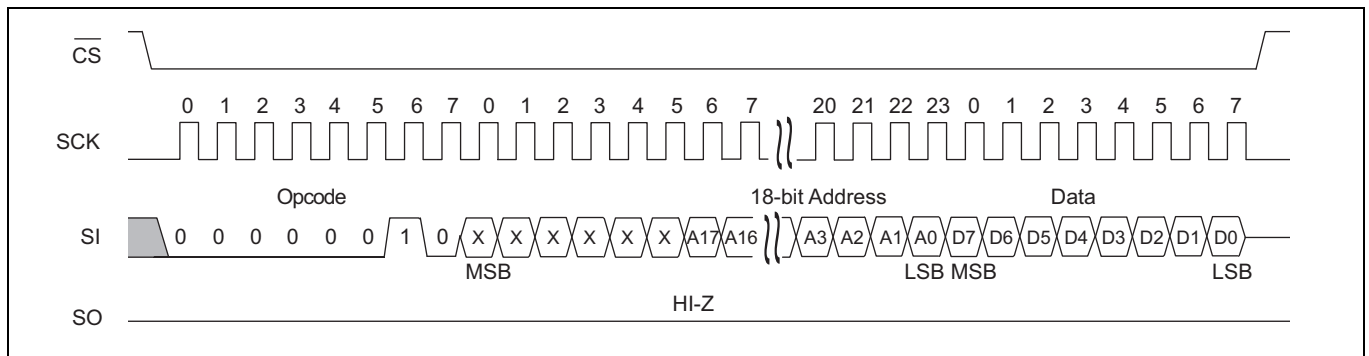 CS
0 1 2 3 4 5 6 7 0 1 2 3 4 5 6 7 20 21 22 23 0 1 2 3 4 5 6 7
SCK
Opcode 18-bit Address Data
SI 0 0 0 0 0 0 1 0 X X X X X X A17 A16 A3 A2 A1 A0 D7 D6 D5 D4 D3 D2 D1 D0
MSB LSB MSB LSB
HI-Z
SO